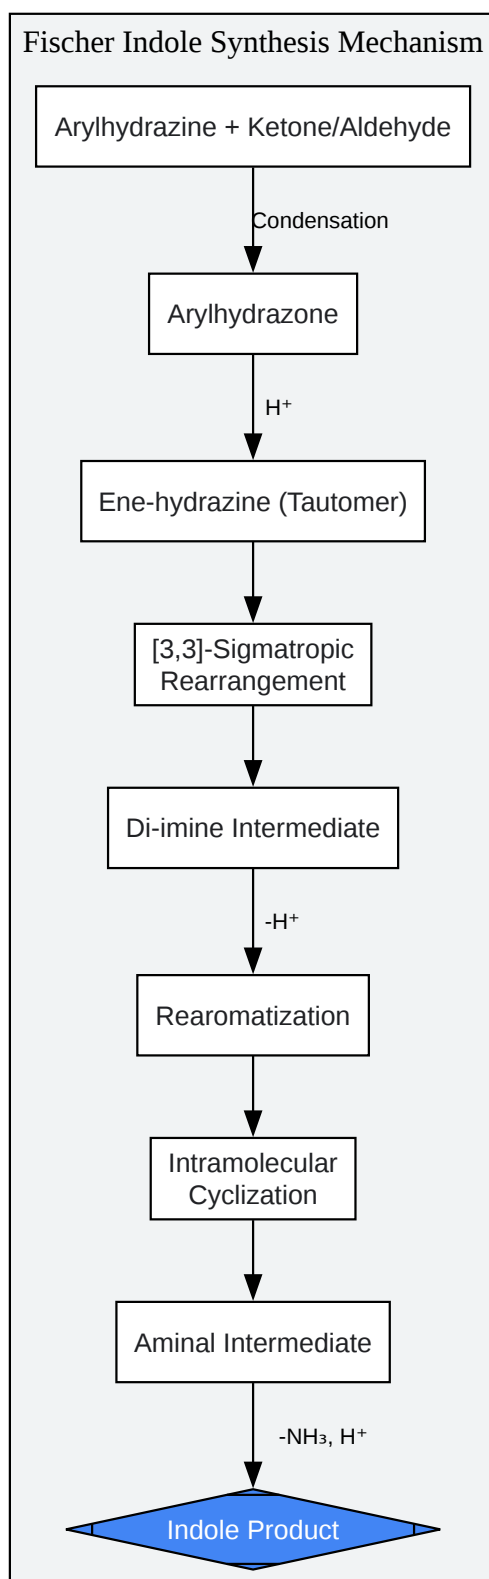 Fischer Indole Synthesis Mechanism
Arylhydrazine + Ketone/Aldehyde
Condensation
Arylhydrazone
H⁺
Ene-hydrazine (Tautomer)
[3,3]-Sigmatropic
Rearrangement
Di-imine Intermediate
-H⁺
Rearomatization
Intramolecular
Cyclization
Aminal Intermediate
-NH₃, H⁺
Indole Product